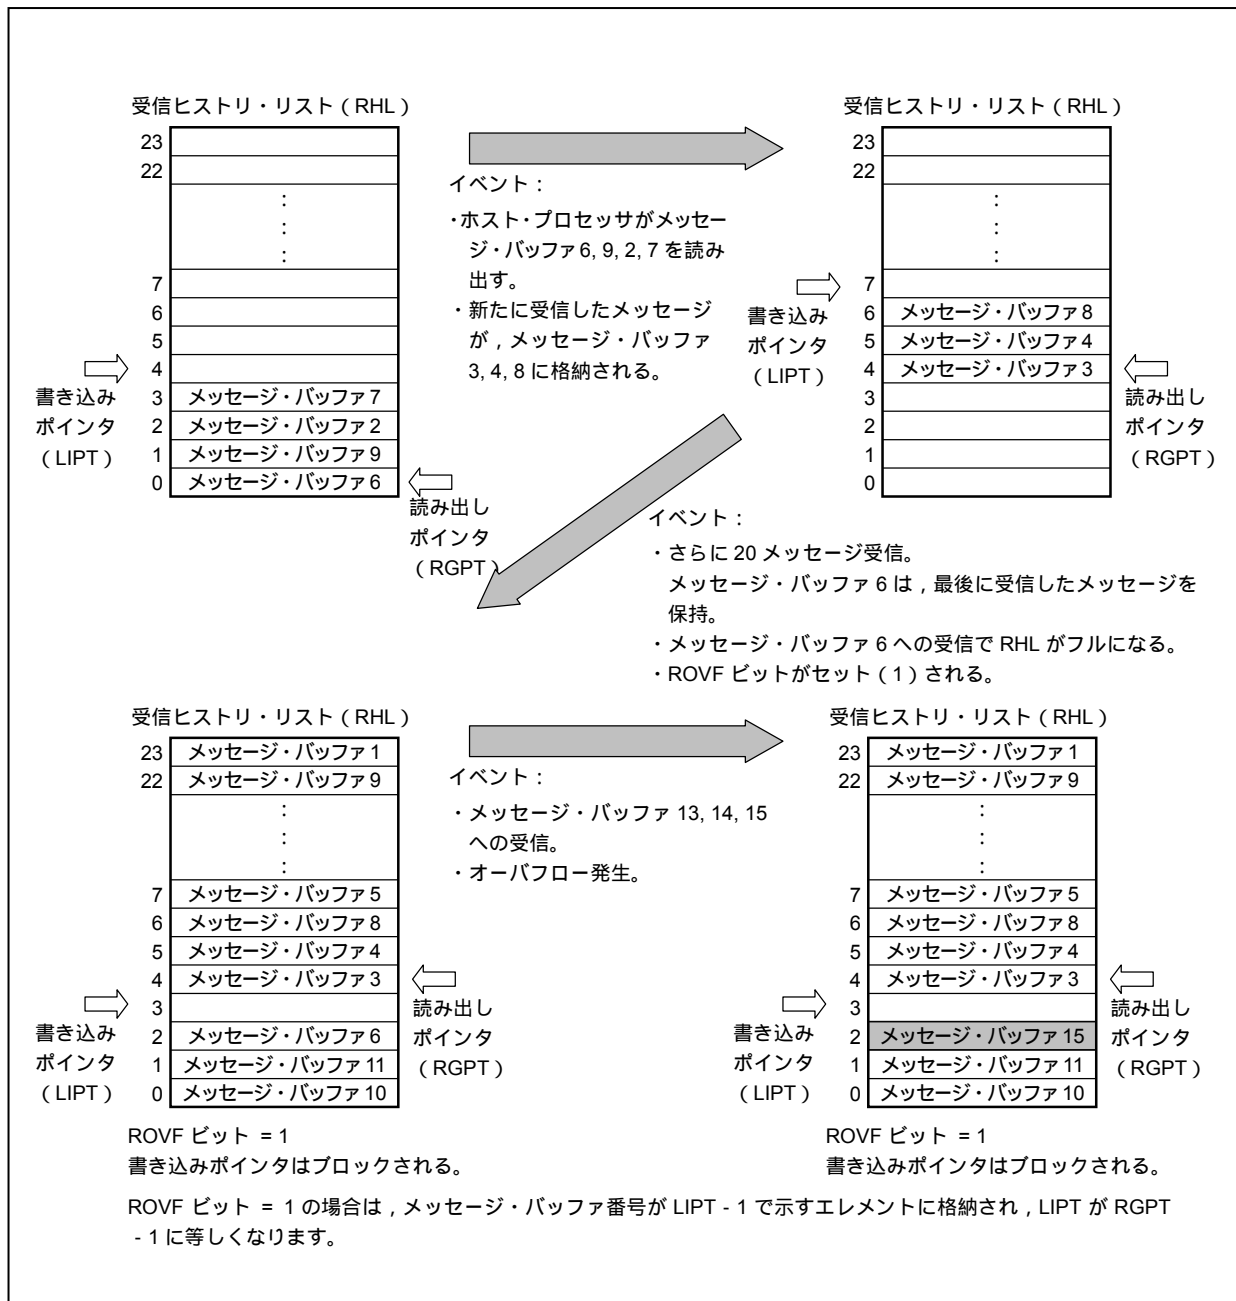 受信ヒストリ・リスト（RHL）
23
22
：
：
：
7
6
5
4
3 メッセージ・バッファ7
2 メッセージ・バッファ2
1 メッセージ・バッファ9
0 メッセージ・バッファ6
書き込み
ポインタ
（LIPT）
読み出し
ポインタ
（RGPT）
イベント：
・ホスト・プロセッサがメッセー
ジ・バッファ6, 9, 2, 7 を読み
出す。
・新たに受信したメッセージ
が，メッセージ・バッファ
3, 4, 8 に格納される。
受信ヒストリ・リスト（RHL）
23
22
：
：
：
7
6 メッセージ・バッファ8
5 メッセージ・バッファ4
4 メッセージ・バッファ3
3
2
1
0
書き込み
ポインタ
（LIPT）
読み出し
ポインタ
（RGPT）
イベント：
・さらに 20 メッセージ受信。
メッセージ・バッファ 6 は，最後に受信したメッセージを
保持。
・メッセージ・バッファ 6 への受信で RHL がフルになる。
・ROVF ビットがセット（1）される。
受信ヒストリ・リスト（RHL）
23 メッセージ・バッファ1
22 メッセージ・バッファ9
：
：
：
7 メッセージ・バッファ5
6 メッセージ・バッファ8
5 メッセージ・バッファ4
4 メッセージ・バッファ3
3
2 メッセージ・バッファ6
1 メッセージ・バッファ11
0 メッセージ・バッファ10
書き込み
ポインタ
（LIPT）
読み出し
ポインタ
（RGPT）
ROVF ビット = 1
書き込みポインタはブロックされる。
イベント：
・メッセージ・バッファ 13, 14, 15
への受信。
・オーバフロー発生。
受信ヒストリ・リスト（RHL）
23 メッセージ・バッファ1
22 メッセージ・バッファ9
：
：
：
7 メッセージ・バッファ5
6 メッセージ・バッファ8
5 メッセージ・バッファ4
4 メッセージ・バッファ3
3
2 メッセージ・バッファ15
1 メッセージ・バッファ11
0 メッセージ・バッファ10
書き込み
ポインタ
（LIPT）
読み出し
ポインタ
（RGPT）
ROVF ビット = 1
書き込みポインタはブロックされる。
ROVF ビット = 1 の場合は，メッセージ・バッファ番号が LIPT - 1 で示すエレメントに格納され，LIPT が RGPT
- 1 に等しくなります。